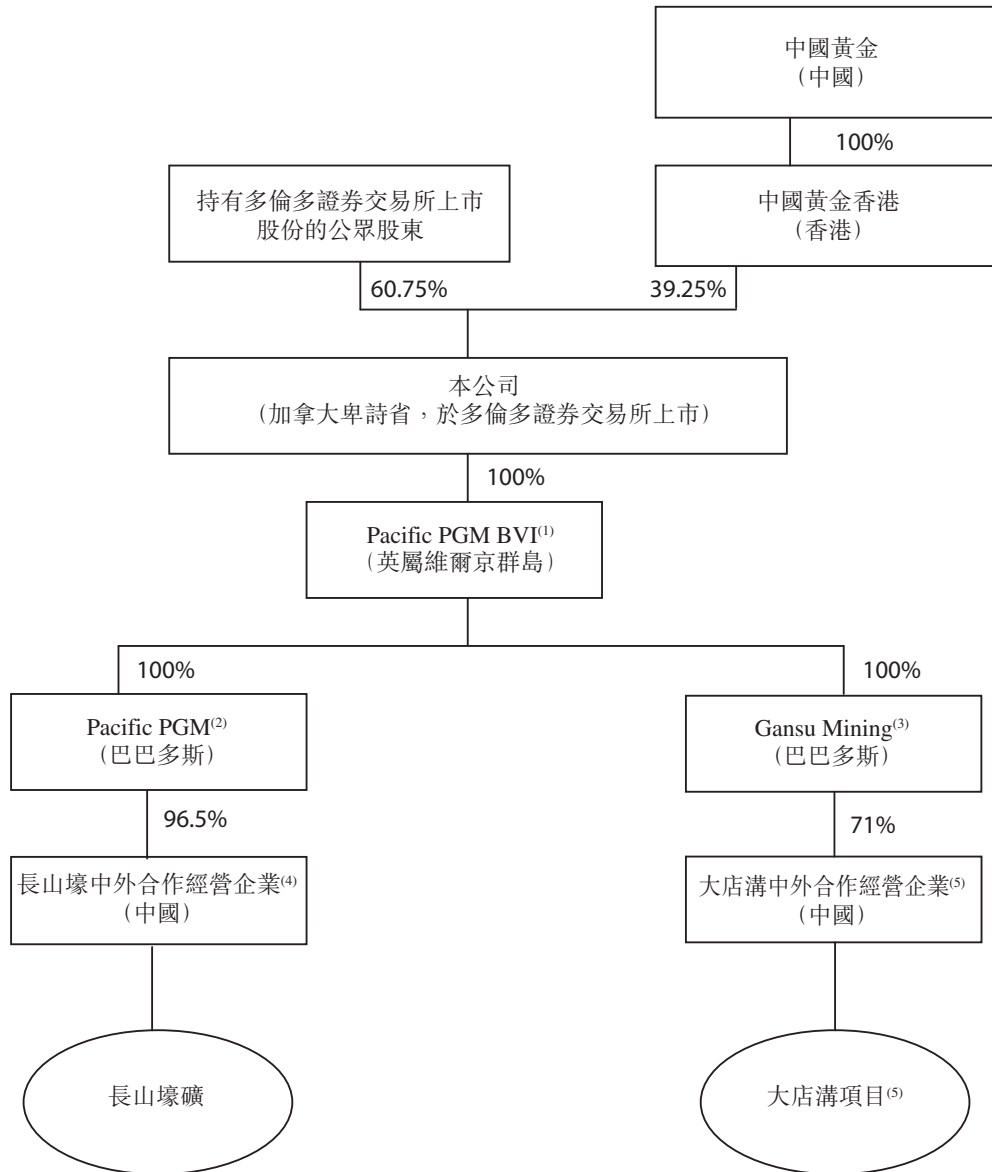 中國黃金
(中國)
100%
持有多倫多證券交易所上市
股份的公眾股東
中國黃金香港
(香港)
60.75%
39.25%
本公司
(加拿大卑詩省，於多倫多證券交易所上市)
100%
Pacific PGM BVI(1)
(英屬維爾京群島)
100%
100%
Pacific PGM(2)
(巴巴多斯)
Gansu Mining(3)
(巴巴多斯)
96.5%
71%
長山壕中外合作經營企業(4)
(中國)
大店溝中外合作經營企業(5)
(中國)
長山壕礦
大店溝項目(5)